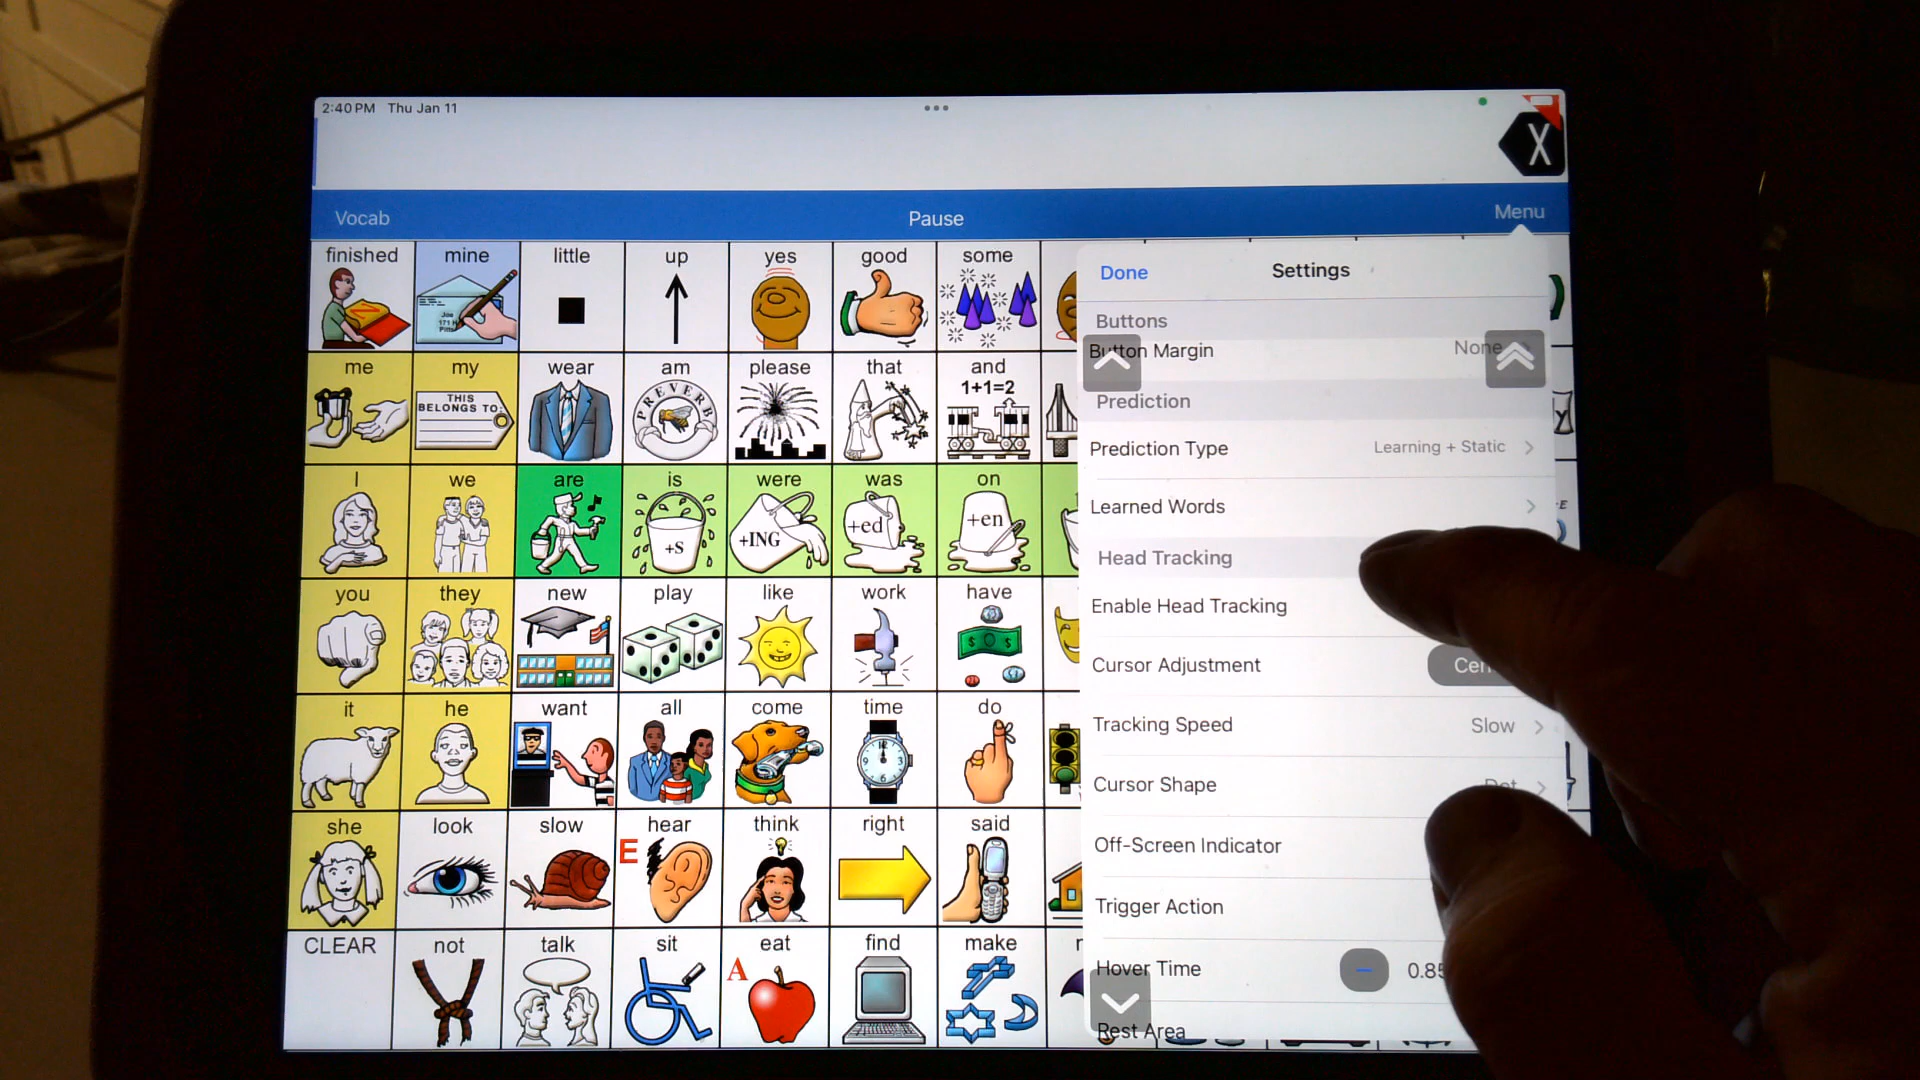 2:40 PM Thu Jan 11
X
Vocab Pause Menu
finished mine little up yes good some
me my wear am please that and
THIS BELONGS TO:
PREVERB
1+1=2
I we are is were was on
+S +ING +ed +en
you they new play like work have
it he want all come time do
she look slow hear think right said
E
CLEAR not talk sit eat find make
A
Done Settings
Buttons
Button Margin None
Prediction
Prediction Type Learning + Static
Learned Words
Head Tracking
Enable Head Tracking
Cursor Adjustment Cen
Tracking Speed Slow
Cursor Shape Dot
Off-Screen Indicator
Trigger Action
Hover Time − 0.85
Rest Area